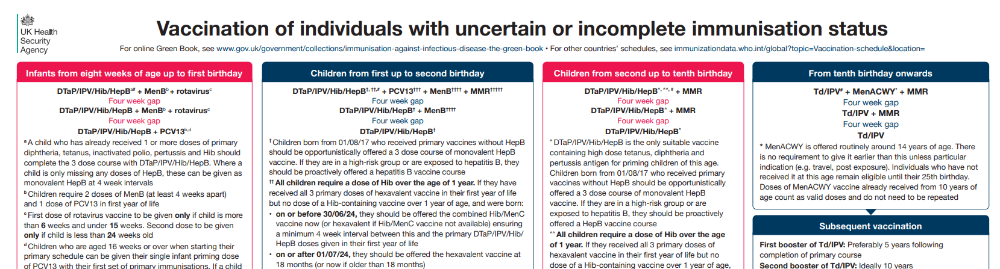 UK Health
Security
Agency
Vaccination of individuals with uncertain or incomplete immunisation status
For online Green Book, see www.gov.uk/government/collections/immunisation-against-infectious-disease-the-green-book • For other countries’ schedules, see immunizationdata.who.int/global?topic=Vaccination-schedule&location=
Infants from eight weeks of age up to first birthday
DTaP/IPV/Hib/HepBᵃ# + MenBᵇ + rotavirusᶜ
Four week gap
DTaP/IPV/Hib/HepB + MenBᵇ + rotavirusᶜ
Four week gap
DTaP/IPV/Hib/HepB + PCV13ᵇ,ᵈ
ᵃ A child who has already received 1 or more doses of primary
diphtheria, tetanus, inactivated polio, pertussis and Hib should
complete the 3 dose course with DTaP/IPV/Hib/HepB. Where a
child is only missing any doses of HepB, these can be given as
monovalent HepB at 4 week intervals
ᵇ Children require 2 doses of MenB (at least 4 weeks apart)
and 1 dose of PCV13 in first year of life
ᶜ First dose of rotavirus vaccine to be given only if child is more
than 6 weeks and under 15 weeks. Second dose to be given
only if child is less than 24 weeks old
ᵈ Children who are aged 16 weeks or over when starting their
primary schedule can be given their single infant priming dose
of PCV13 with their first set of primary immunisations. If a child
Children from first up to second birthday
DTaP/IPV/Hib/HepB†,††,# + PCV13††† + MenB†††† + MMR†††††
Four week gap
DTaP/IPV/Hib/HepB† + MenB††††
Four week gap
DTaP/IPV/Hib/HepB†
† Children born from 01/08/17 who received primary vaccines without HepB
should be opportunistically offered a 3 dose course of monovalent HepB
vaccine. If they are in a high-risk group or are exposed to hepatitis B, they
should be proactively offered a hepatitis B vaccine course
†† All children require a dose of Hib over the age of 1 year. If they have
received all 3 primary doses of hexavalent vaccine in their first year of life
but no dose of a Hib-containing vaccine over 1 year of age, and were born:
• on or before 30/06/24, they should be offered the combined Hib/MenC
vaccine now (or hexavalent if Hib/MenC vaccine not available) ensuring
a minimum 4 week interval between this and the primary DTaP/IPV/Hib/
HepB doses given in their first year of life
• on or after 01/07/24, they should be offered the hexavalent vaccine at
18 months (or now if older than 18 months)
Children from second up to tenth birthday
DTaP/IPV/Hib/HepB^, ^^, # + MMR
Four week gap
DTaP/IPV/Hib/HepB^ + MMR
Four week gap
DTaP/IPV/Hib/HepB^
^ DTaP/IPV/Hib/HepB is the only suitable vaccine
containing high dose tetanus, diphtheria and
pertussis antigen for priming children of this age.
Children born from 01/08/17 who received primary
vaccines without HepB should be opportunistically
offered a 3 dose course of monovalent HepB
vaccine. If they are in a high-risk group or are
exposed to hepatitis B, they should be proactively
offered a HepB vaccine course
^^ All children require a dose of Hib over the age
of 1 year. If they received all 3 primary doses of
hexavalent vaccine in their first year of life but no
dose of a Hib-containing vaccine over 1 year of age,
From tenth birthday onwards
Td/IPV# + MenACWY* + MMR
Four week gap
Td/IPV + MMR
Four week gap
Td/IPV
* MenACWY is offered routinely around 14 years of age. There
is no requirement to give it earlier than this unless particular
indication (e.g. travel, post exposure). Individuals who have not
received it at this age remain eligible until their 25th birthday.
Doses of MenACWY vaccine already received from 10 years of
age count as valid doses and do not need to be repeated
Subsequent vaccination
First booster of Td/IPV: Preferably 5 years following
completion of primary course
Second booster of Td/IPV: Ideally 10 years